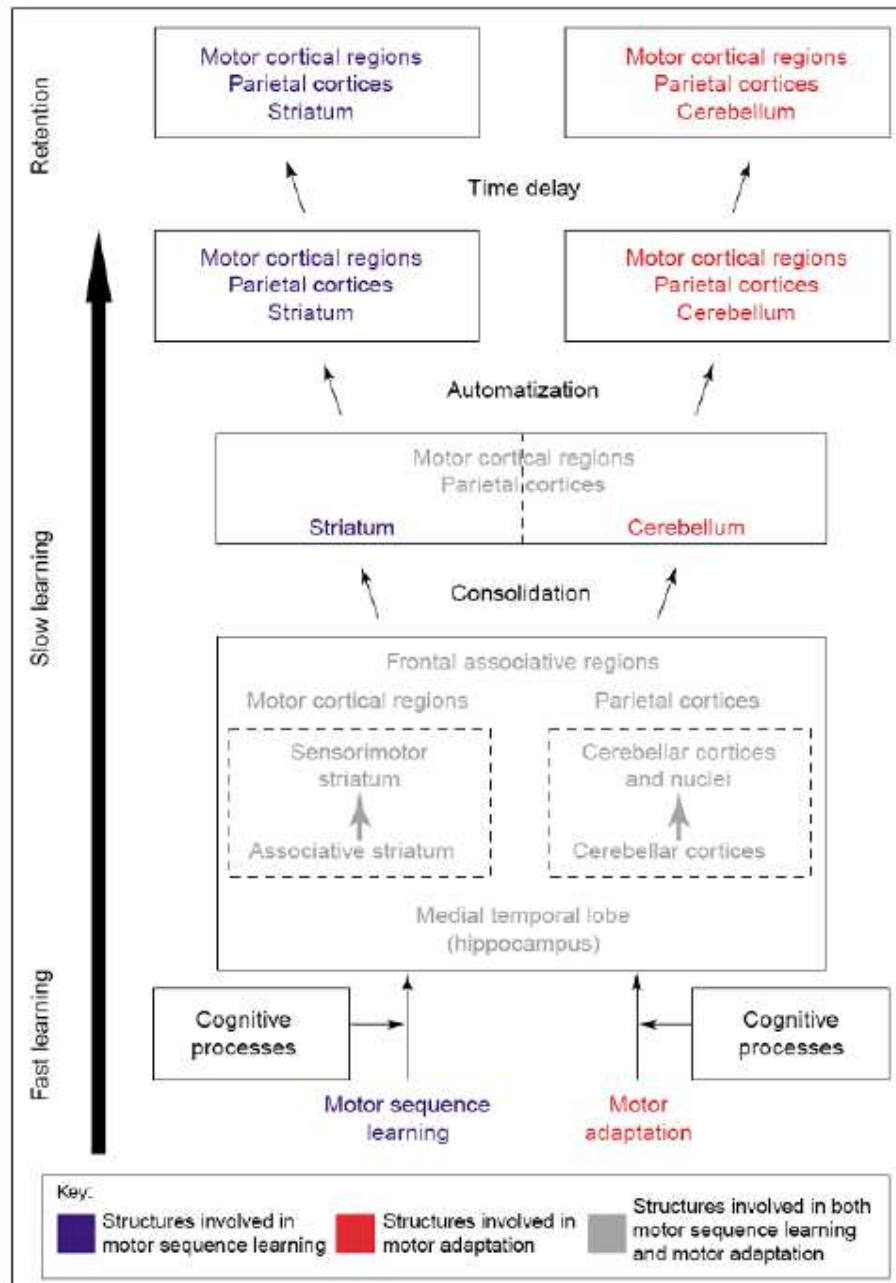 Retention
Motor cortical regions
Parietal cortices
Striatum
Motor cortical regions
Parietal cortices
Cerebellum
Time delay
Motor cortical regions
Parietal cortices
Striatum
Motor cortical regions
Parietal cortices
Cerebellum
Automatization
Slow learning
Motor cortical regions
Parietal cortices
Striatum
Cerebellum
Consolidation
Frontal associative regions
Motor cortical regions
Parietal cortices
Sensorimotor
striatum
Cerebellar cortices
and nuclei
Associative striatum
Cerebellar cortices
Medial temporal lobe
(hippocampus)
Fast learning
Cognitive
processes
Cognitive
processes
Motor sequence
learning
Motor
adaptation
Key:
Structures involved in
motor sequence learning
Structures involved in
motor adaptation
Structures involved in both
motor sequence learning
and motor adaptation